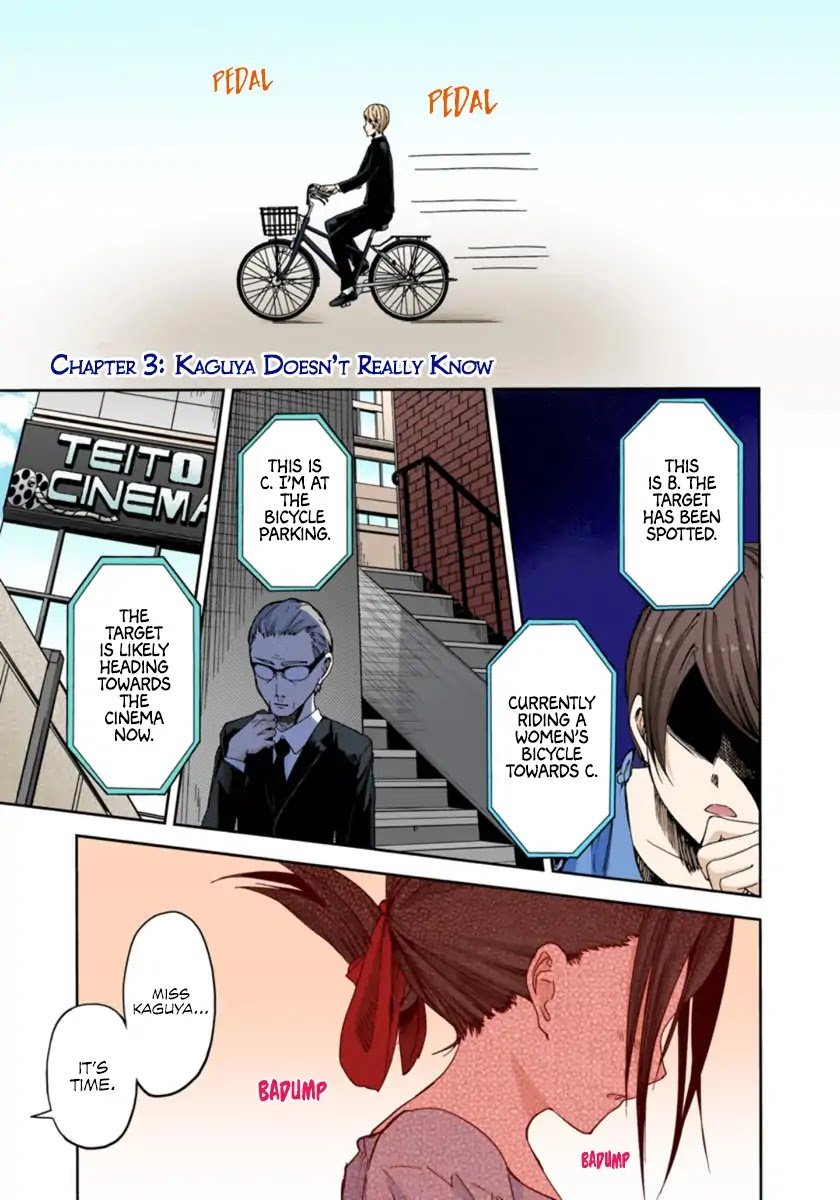 PEDAL
PEDAL
CHAPTER 3: KAGUYA DOESN'T REALLY KNOW
THIS
IS B. THE
TARGET
HAS BEEN
SPOTTED.
CURRENTLY
RIDING A
WOMEN'S
BICYCLE
TOWARDS C.
THIS IS
C. I'M AT
THE
BICYCLE
PARKING.
TEITO
CINEMA
THE
TARGET
IS LIKELY
HEADING
TOWARDS
THE
CINEMA
NOW.
MISS
KAGUYA...
IT'S
TIME.
BADUMP
BADUMP